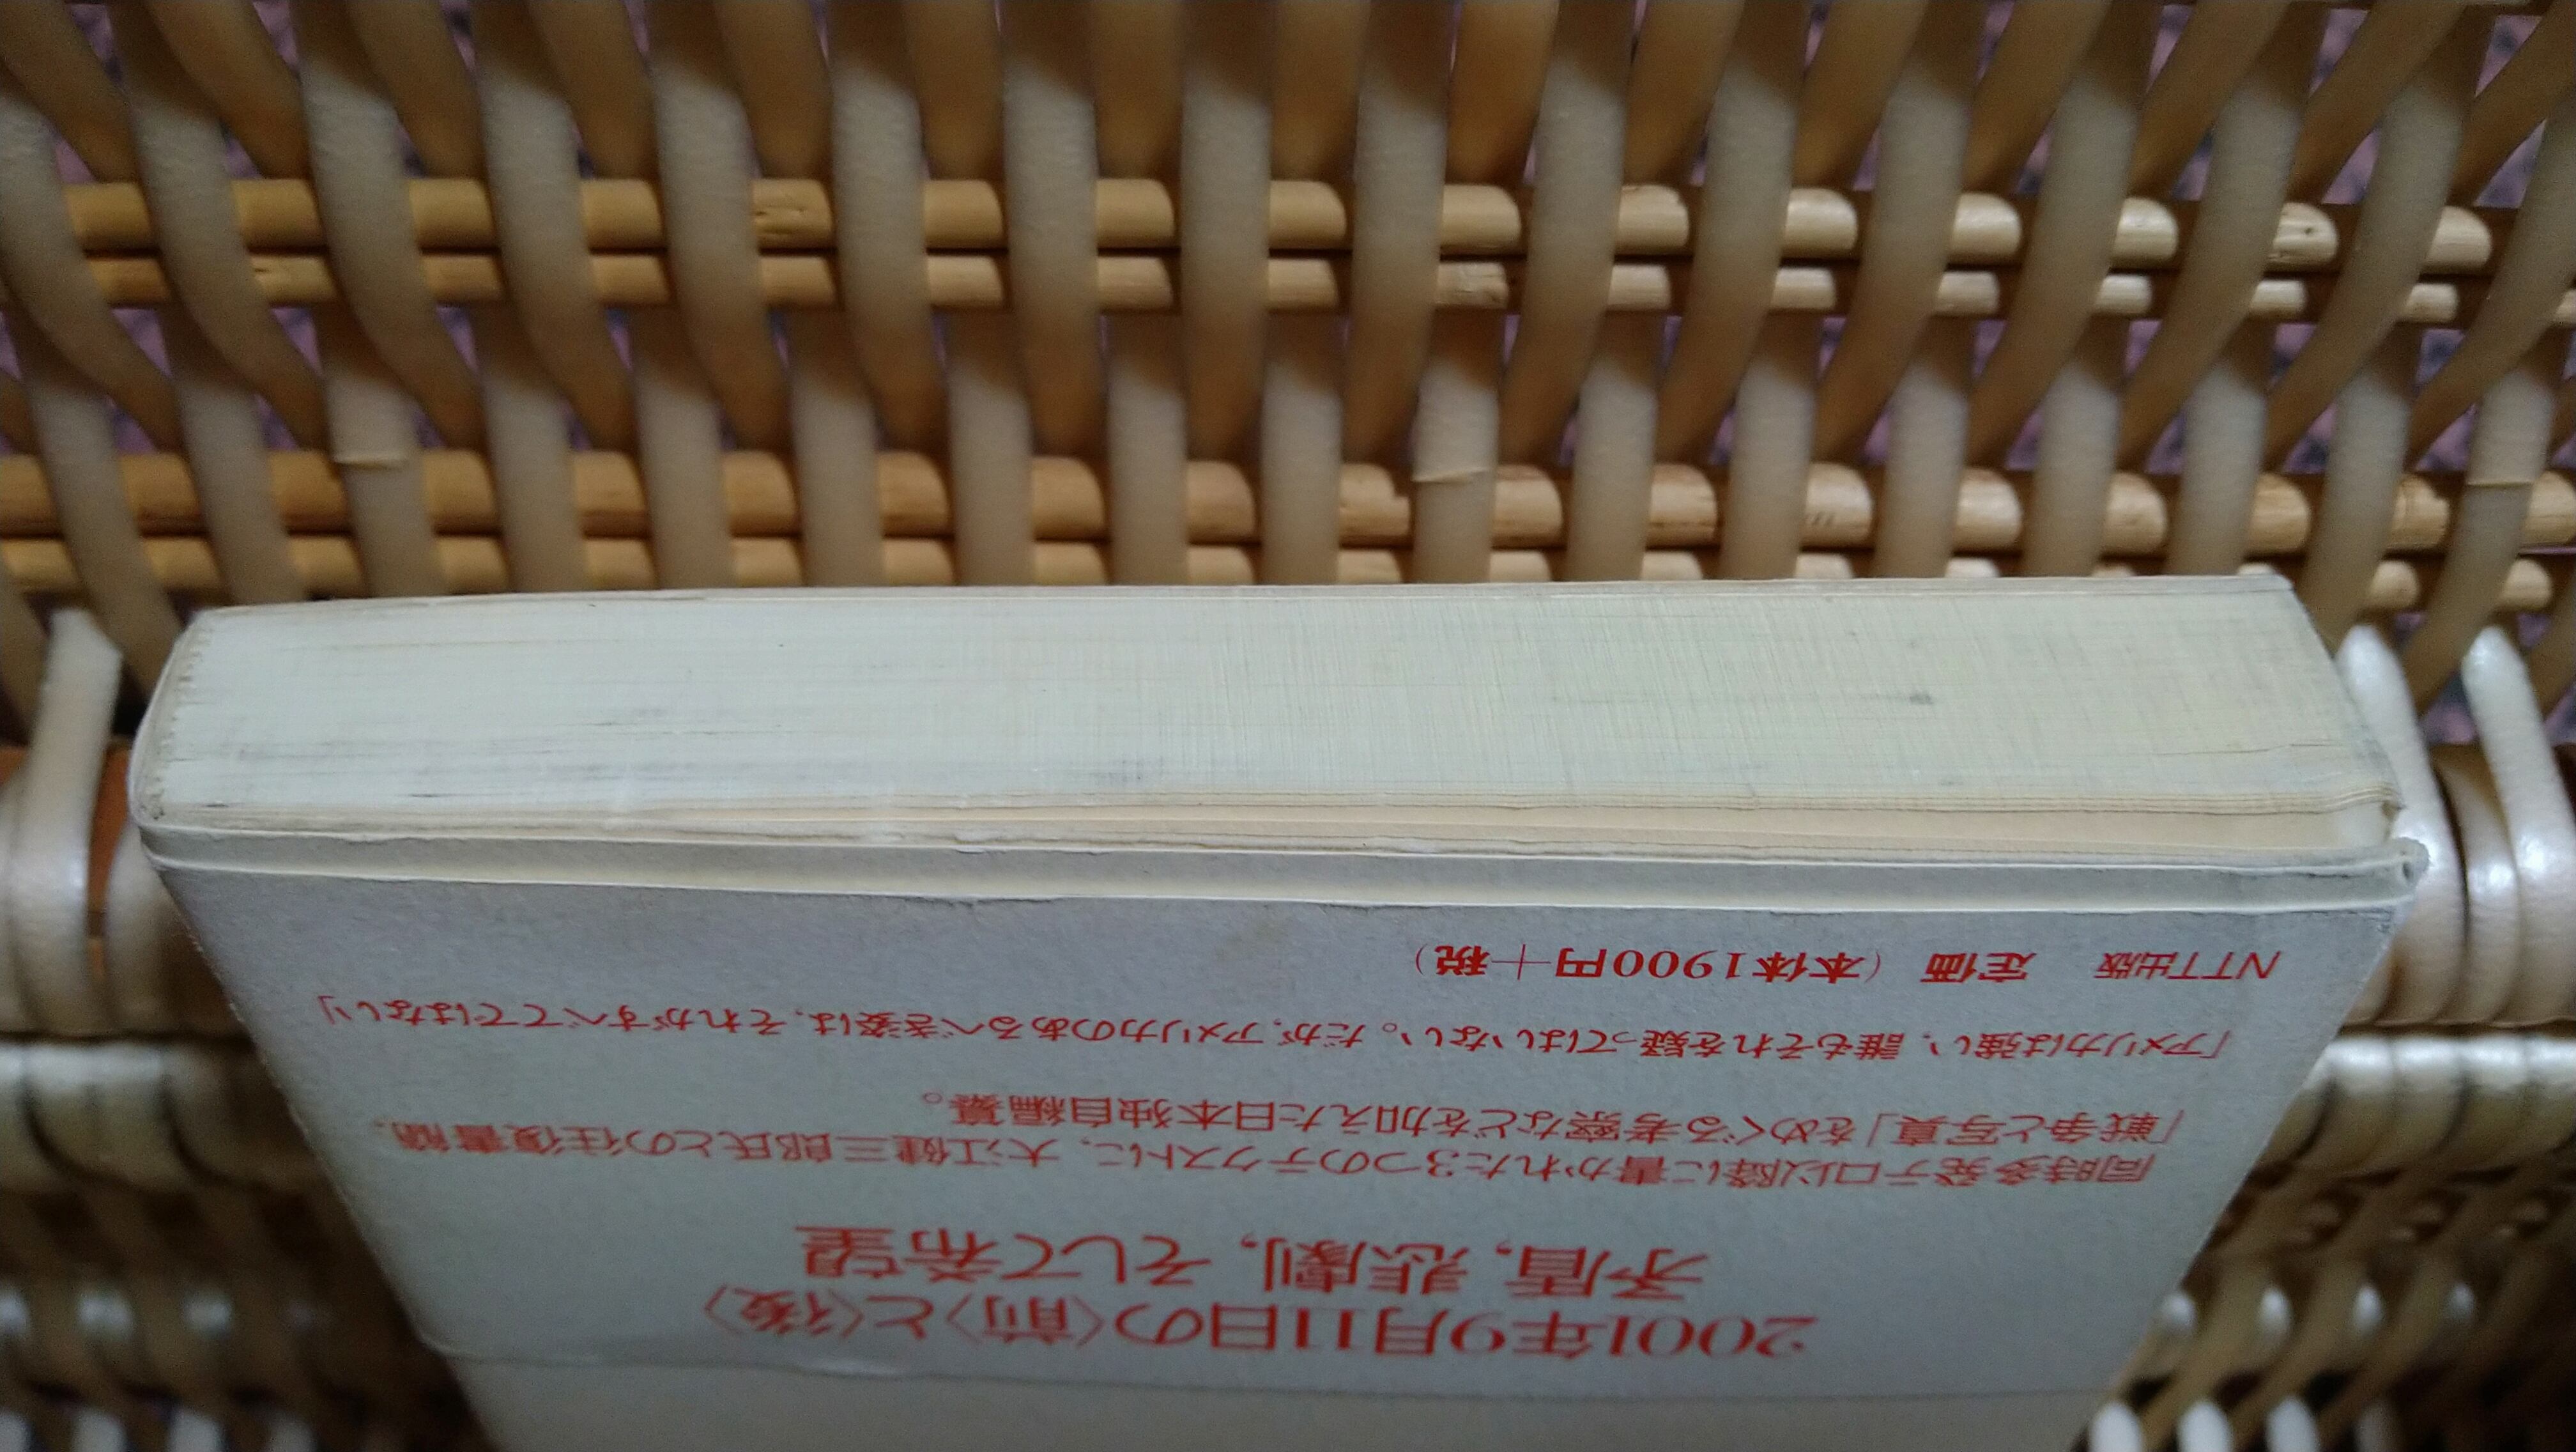 2001年9月11日の〈前〉と〈後〉
矛盾, 悲劇, そして希望
同時多発テロ以降に書かれた3つのテクストに, 大江健三郎氏との往復書簡,
「戦争と写真」をめぐる考察などを加えた日本独自編纂。
「アメリカは強い, 誰もそれを疑ってはいない。だが, アメリカのあるべき姿は, それがすべてではない」
NTT出版 定価 (本体1900円+税)